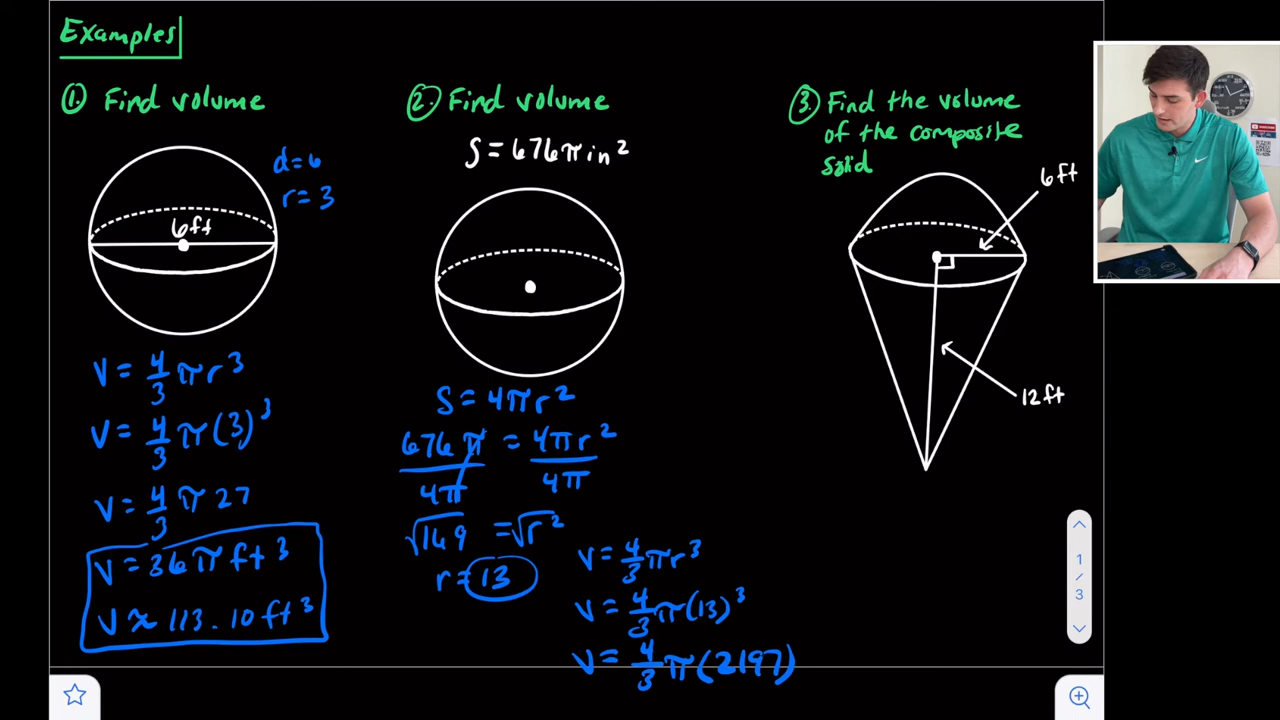 Examples
① Find volume
d=6
r=3
6ft
V = 4/3 πr³
V = 4/3 π(3)³
V = 4/3 π 27
V = 36π ft³
V ≈ 113.10 ft³
② Find volume
S = 676π in²
S = 4πr²
676π/4π = 4πr²/4π
√169 = √r²
r = 13
V = 4/3 πr³
V = 4/3 π(13)³
V = 4/3 π(2197)
③ Find the volume
of the composite
solid
6ft
12ft
1
/
3